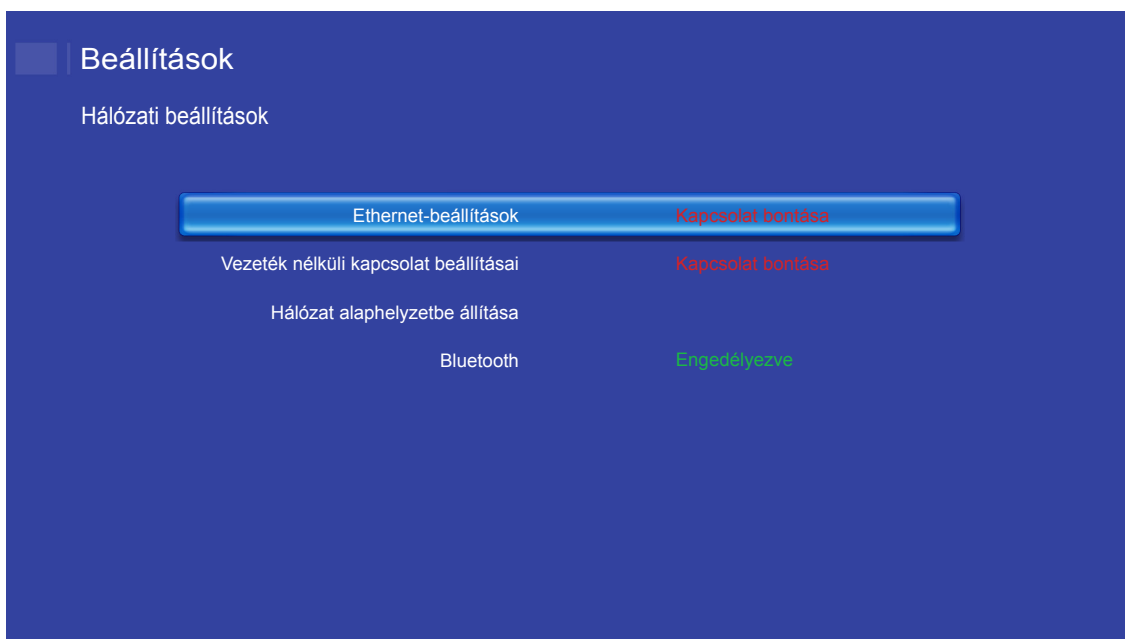 Beállítások
Hálózati beállítások
Ethernet-beállítások Kapcsolat bontása
Vezeték nélküli kapcsolat beállításai Kapcsolat bontása
Hálózat alaphelyzetbe állítása
Bluetooth Engedélyezve